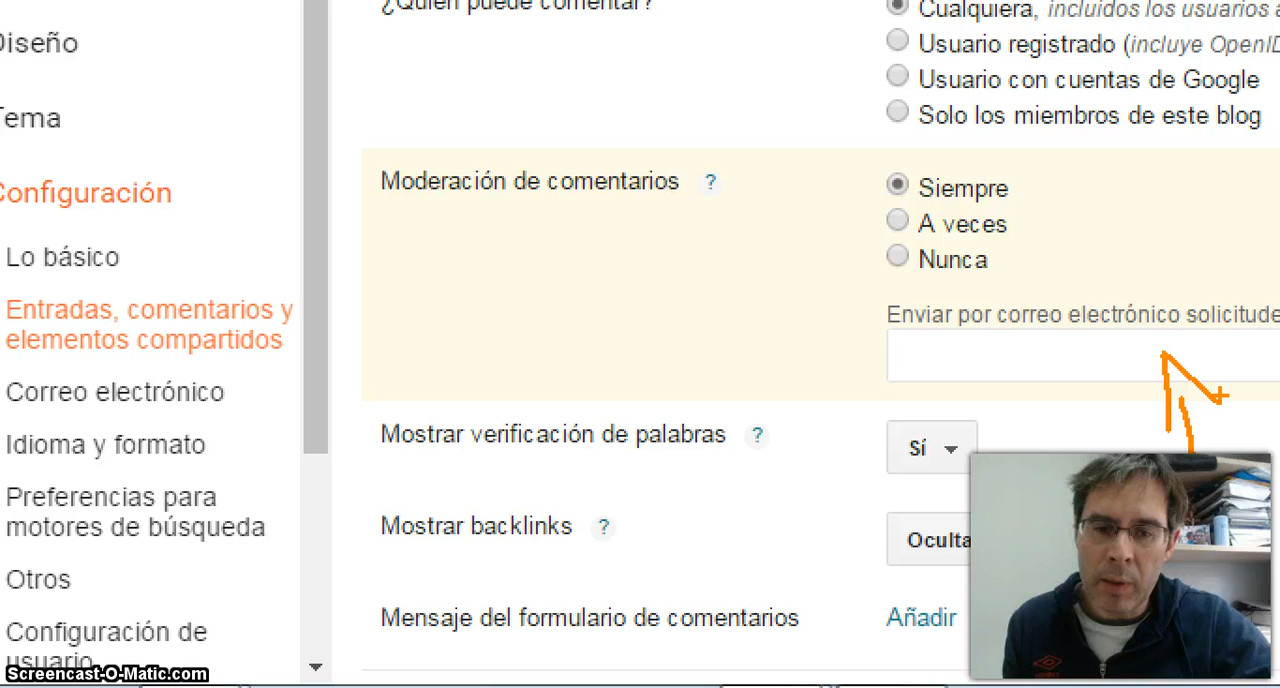 ¿Quién puede comentar?
Cualquiera, incluidos los usuarios
Diseño
Usuario registrado (incluye OpenID
Usuario con cuentas de Google
Tema
Solo los miembros de este blog
Moderación de comentarios ?
Configuración
Siempre
A veces
Nunca
Lo básico
Entradas, comentarios y
elementos compartidos
Enviar por correo electrónico solicitude
Correo electrónico
Mostrar verificación de palabras ?
Sí
Idioma y formato
Preferencias para
motores de búsqueda
Mostrar backlinks ?
Oculta
Otros
Mensaje del formulario de comentarios
Añadir
Configuración de
usuario
Screencast-O-Matic.com